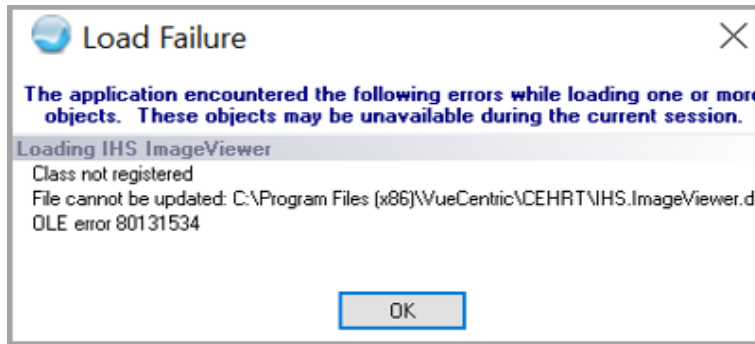 Load Failure
The application encountered the following errors while loading one or more
objects. These objects may be unavailable during the current session.
Loading IHS ImageViewer
Class not registered
File cannot be updated: C:\Program Files (x86)\VueCentric\CEHRT\IHS.ImageViewer.d
OLE error 80131534
OK